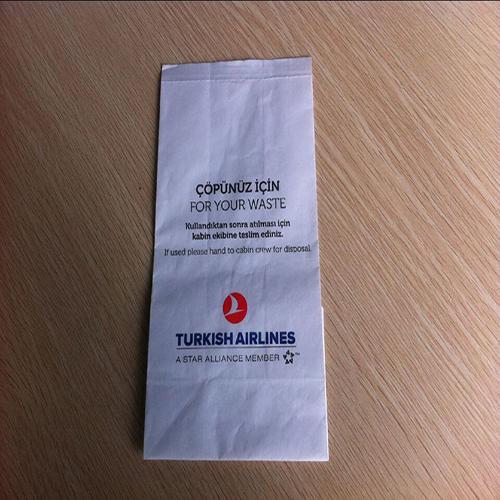 ÇÖPÜNÜZ İÇİN
FOR YOUR WASTE
Kullandıktan sonra atılması için
kabin ekibine teslim ediniz.
If used please hand to cabin crew for disposal.
TURKISH AIRLINES
A STAR ALLIANCE MEMBER ™